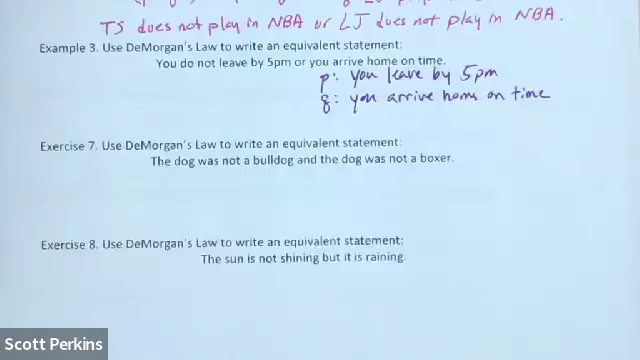 TS does not play in NBA or LJ does not play in NBA.
Example 3. Use DeMorgan's Law to write an equivalent statement:
You do not leave by 5pm or you arrive home on time.
p: you leave by 5pm
q: you arrive home on time
Exercise 7. Use DeMorgan's Law to write an equivalent statement:
The dog was not a bulldog and the dog was not a boxer.
Exercise 8. Use DeMorgan's Law to write an equivalent statement:
The sun is not shining but it is raining.
Scott Perkins